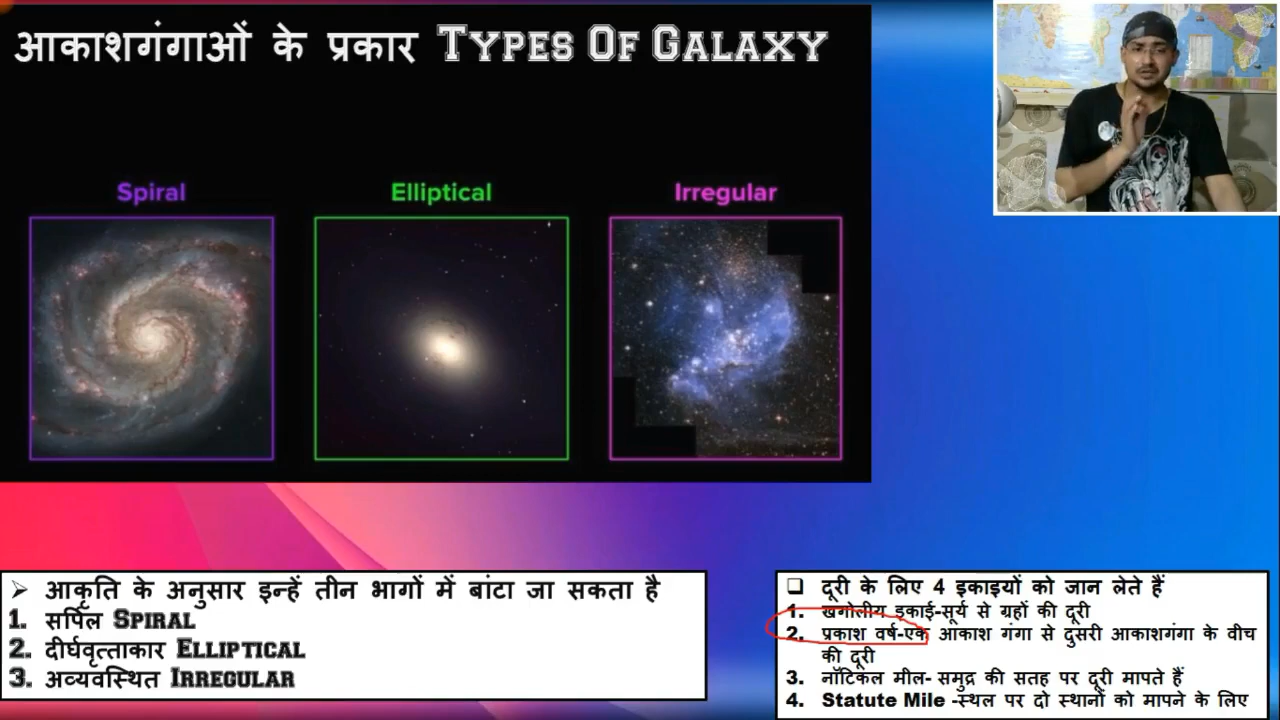 आकाशगंगाओं के प्रकार TYPES OF GALAXY
Spiral
Elliptical
Irregular
➢ आकृति के अनुसार इन्हें तीन भागों में बांटा जा सकता है
1. सर्पिल SPIRAL
2. दीर्घवृत्ताकार ELLIPTICAL
3. अव्यवस्थित IRREGULAR
❑ दूरी के लिए 4 इकाइयों को जान लेते हैं
1. खगोलीय इकाई-सूर्य से ग्रहों की दूरी
2. प्रकाश वर्ष-एक आकाश गंगा से दुसरी आकाशगंगा के वीच
की दूरी
3. नॉटिकल मील- समुद्र की सतह पर दूरी मापते हैं
4. Statute Mile -स्थल पर दो स्थानों को मापने के लिए